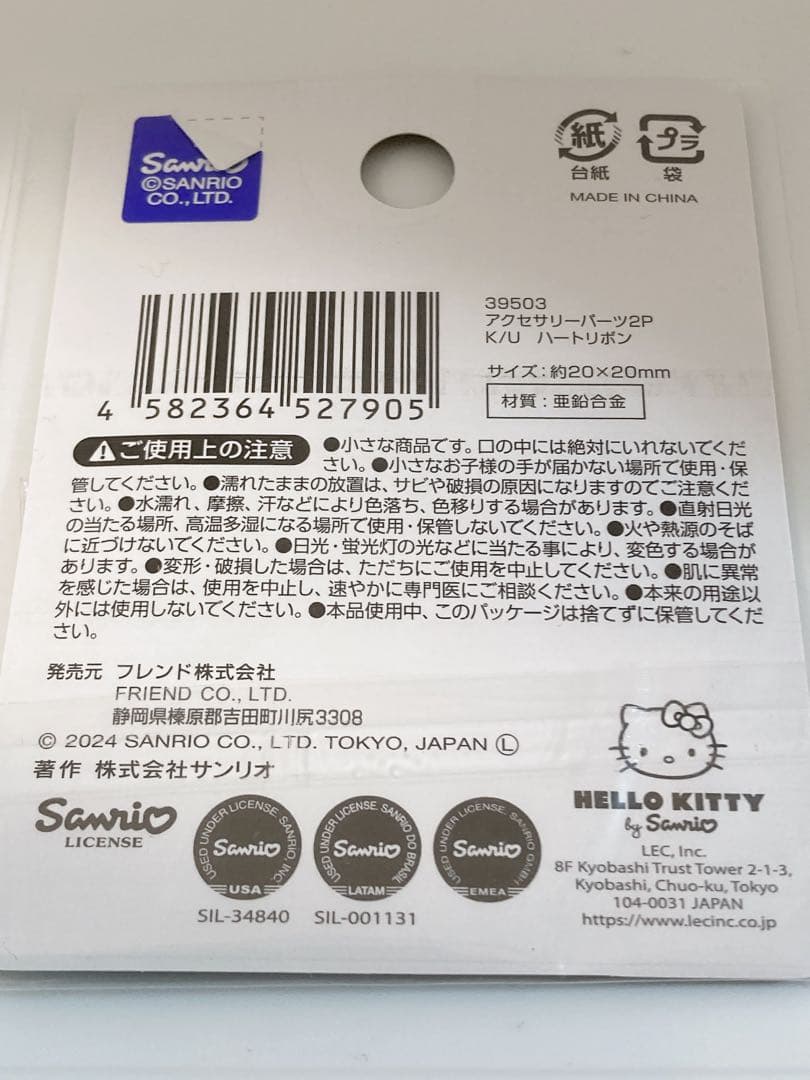 Sanrio
©SANRIO
CO.,LTD.
紙
台紙
プラ
袋
MADE IN CHINA
39503
アクセサリーパーツ2P
K/U ハートリボン
サイズ：約20×20mm
材質：亜鉛合金
4 582364 527905
ご使用上の注意 ●小さな商品です。口の中には絶対にいれないでくだ
さい。●小さなお子様の手が届かない場所で使用・保
管してください。●濡れたままの放置は、サビや破損の原因になりますのでご注意くだ
さい。●水濡れ、摩擦、汗などにより色落ち、色移りする場合があります。●直射日光
の当たる場所、高温多湿になる場所で使用・保管しないでください。●火や熱源のそば
に近づけないでください。●日光・蛍光灯の光などに当たる事により、変色する場合が
あります。●変形・破損した場合は、ただちにご使用を中止してください。●肌に異常
を感じた場合は、使用を中止し、速やかに専門医にご相談ください。●本来の用途以
外には使用しないでください。●本品使用中、このパッケージは捨てずに保管してくだ
さい。
発売元 フレンド株式会社
FRIEND CO., LTD.
静岡県榛原郡吉田町川尻3308
© 2024 SANRIO CO., LTD. TOKYO, JAPAN Ⓛ
著作 株式会社サンリオ
Sanrio
LICENSE
USED UNDER LICENSE. SANRIO, INC.
Sanrio
USA
SIL-34840
USED UNDER LICENSE. SANRIO DO BRASIL
Sanrio
LATAM
SIL-001131
USED UNDER LICENSE. SANRIO GMBH
Sanrio
EMEA
HELLO KITTY
by Sanrio
LEC, Inc.
8F Kyobashi Trust Tower 2-1-3,
Kyobashi, Chuo-ku, Tokyo
104-0031 JAPAN
https://www.lecinc.co.jp